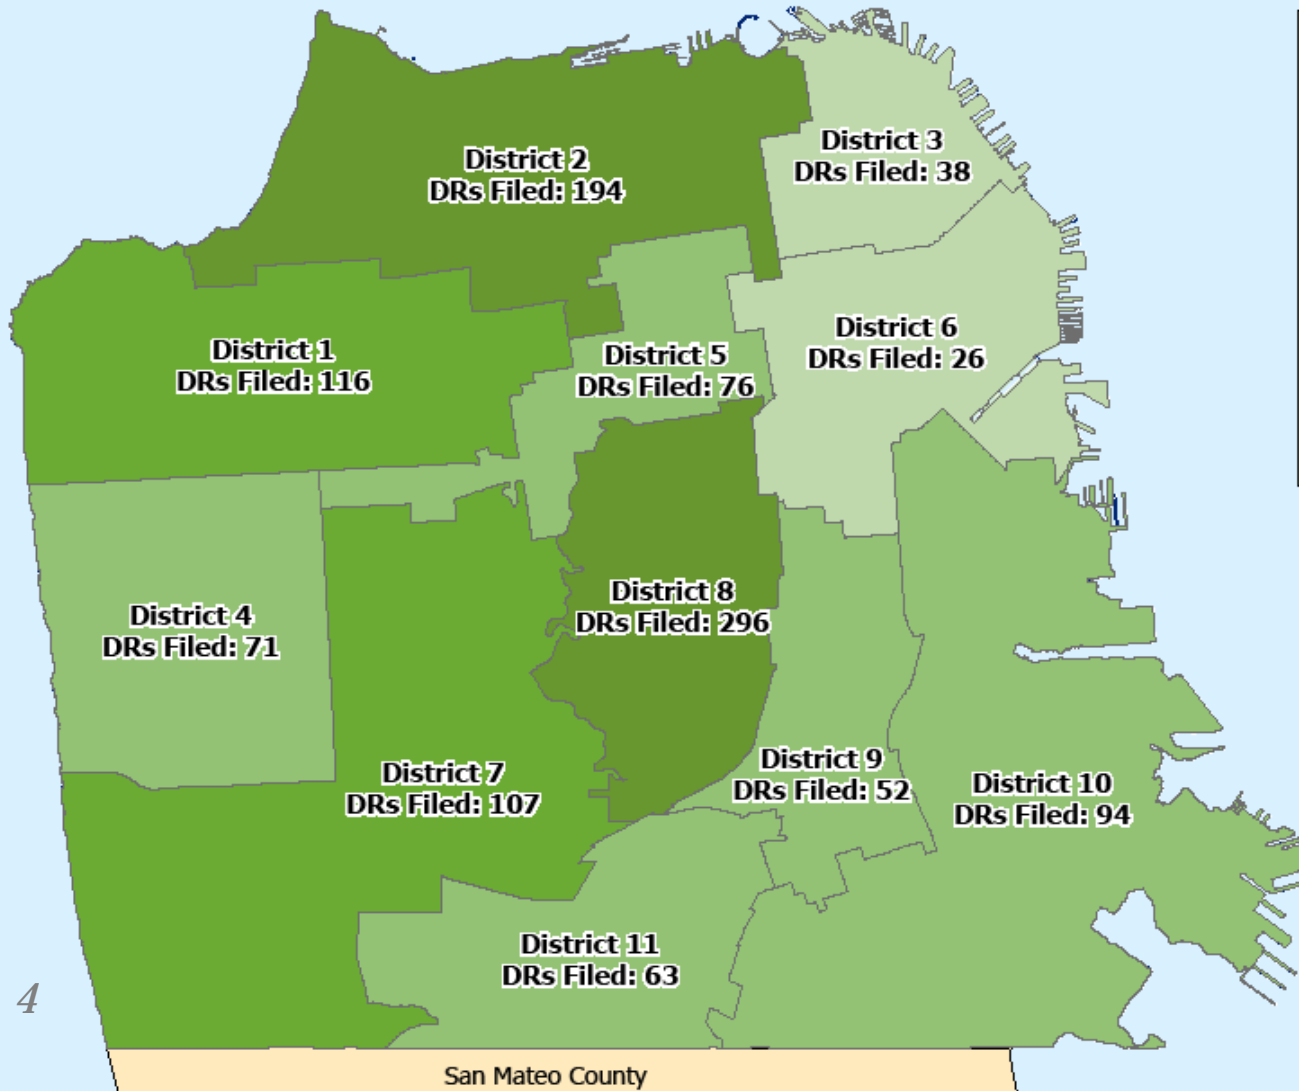 District 2
DRs Filed: 194
District 3
DRs Filed: 38
District 1
DRs Filed: 116
District 5
DRs Filed: 76
District 6
DRs Filed: 26
District 4
DRs Filed: 71
District 8
DRs Filed: 296
District 7
DRs Filed: 107
District 9
DRs Filed: 52
District 10
DRs Filed: 94
District 11
DRs Filed: 63
4
San Mateo County